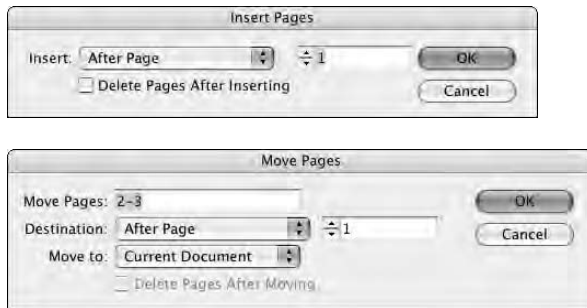 Insert Pages
Insert: After Page 1 OK
Delete Pages After Inserting Cancel
Move Pages
Move Pages: 2-3 OK
Destination: After Page 1 Cancel
Move to: Current Document
Delete Pages After Moving